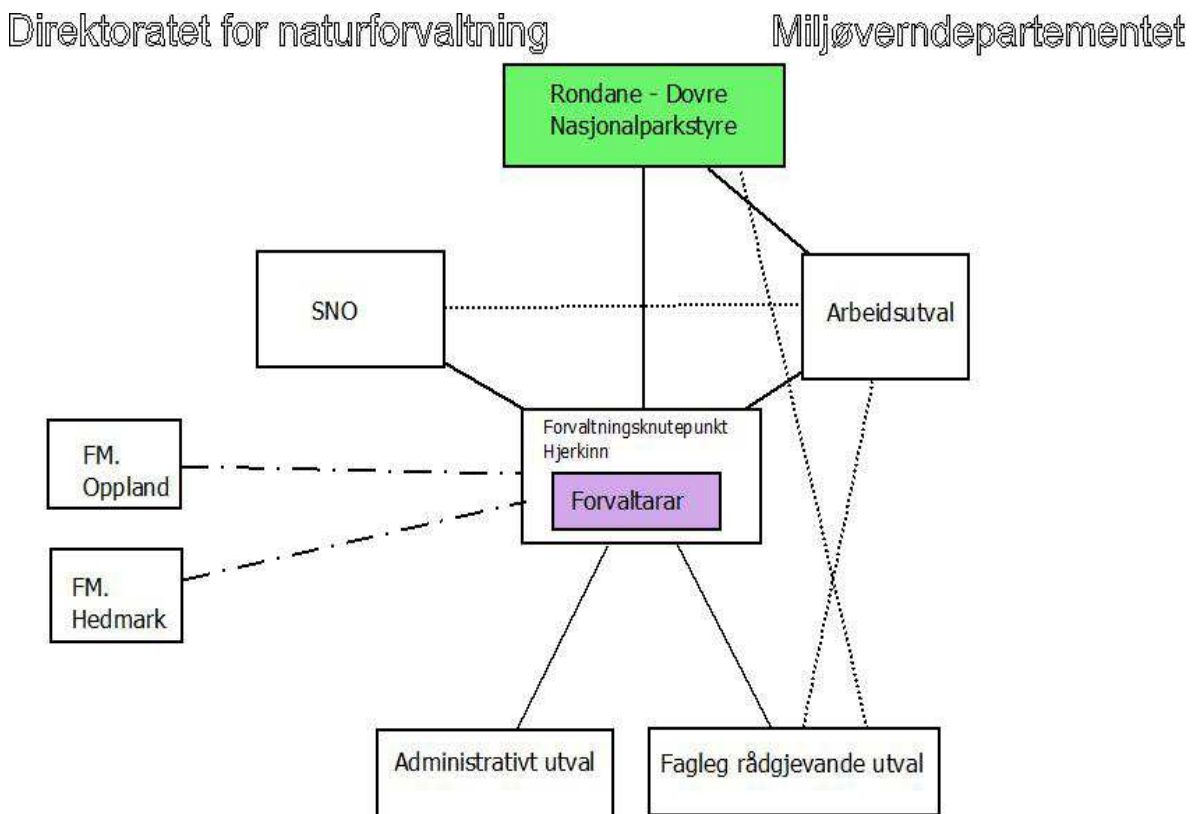 Direktoratet for naturforvaltning
Miljøverndepartementet
Rondane - Dovre
Nasjonalparkstyre
SNO
Arbeidsutval
Forvaltningsknutepunkt
Hjerkinn
Forvaltarar
FM.
Oppland
FM.
Hedmark
Administrativt utval
Fagleg rådgjevande utval